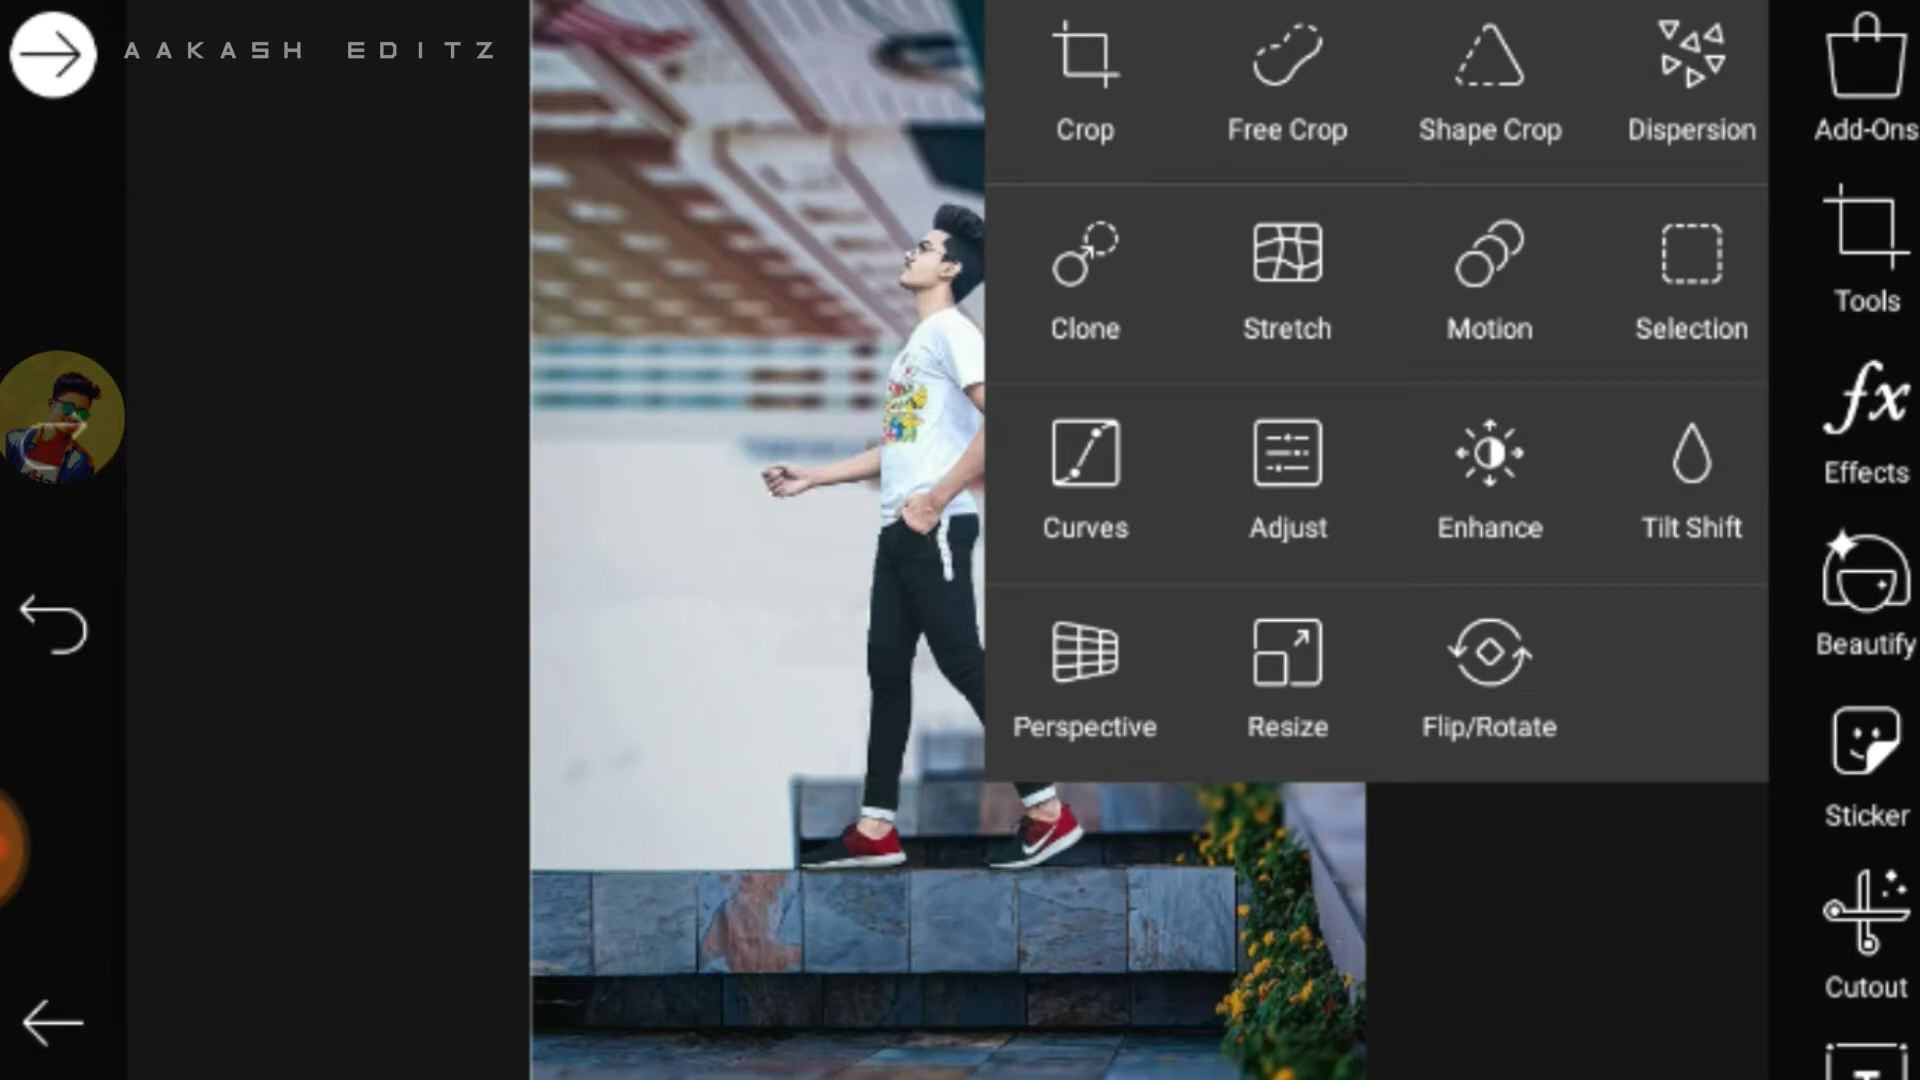 AAKASH EDITZ
Crop Free Crop Shape Crop Dispersion Add-Ons
Clone Stretch Motion Selection Tools
Curves Adjust Enhance Tilt Shift Effects
Perspective Resize Flip/Rotate Beautify
Sticker
Cutout